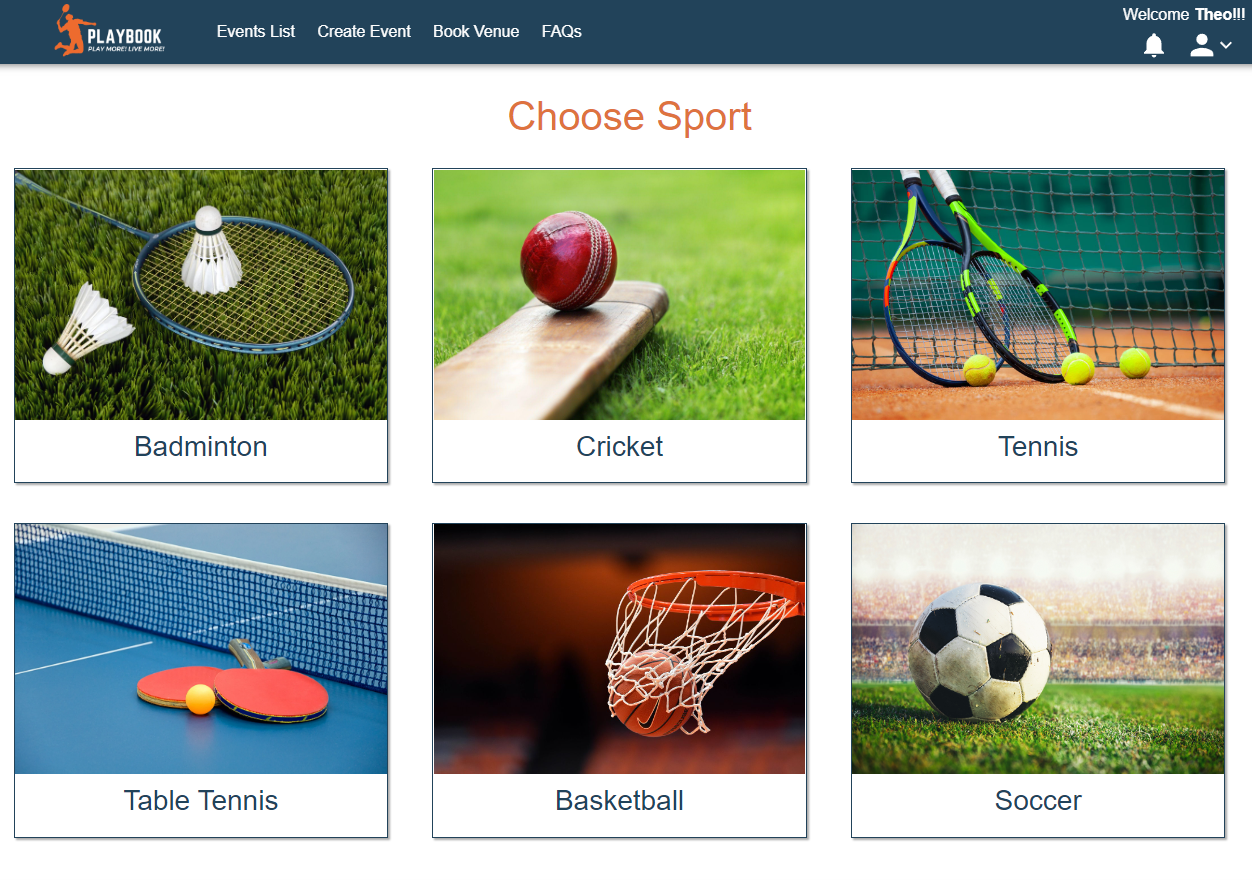 PLAYBOOK
PLAY MORE! LIVE MORE!
Events List Create Event Book Venue FAQs
Welcome Theo!!!
Choose Sport
Badminton Cricket Tennis
Table Tennis Basketball Soccer